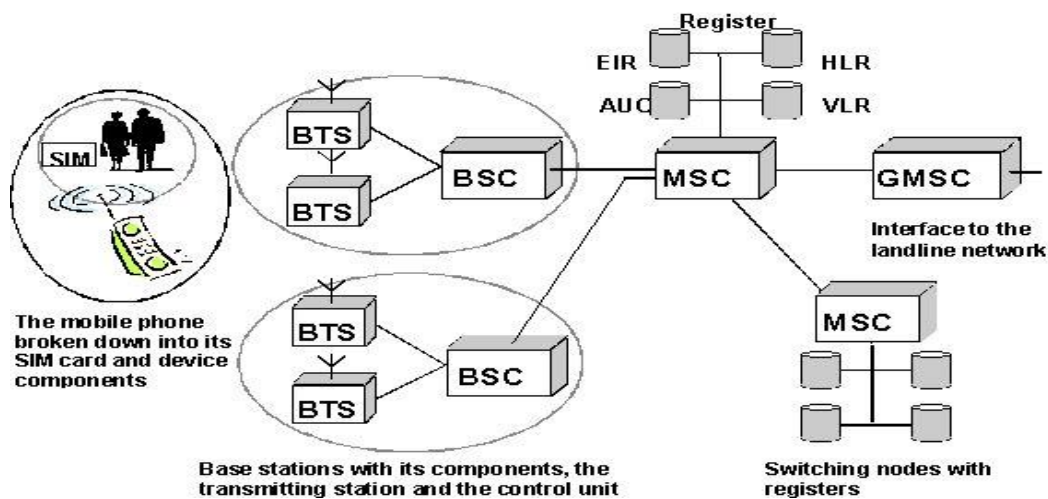 Register
EIR
HLR
AUC
VLR
SIM
BTS
BTS
BSC
MSC
GMSC
Interface to the
landline network
The mobile phone
broken down into its
SIM card and device
components
BTS
BTS
BSC
MSC
Base stations with its components, the
transmitting station and the control unit
Switching nodes with
registers